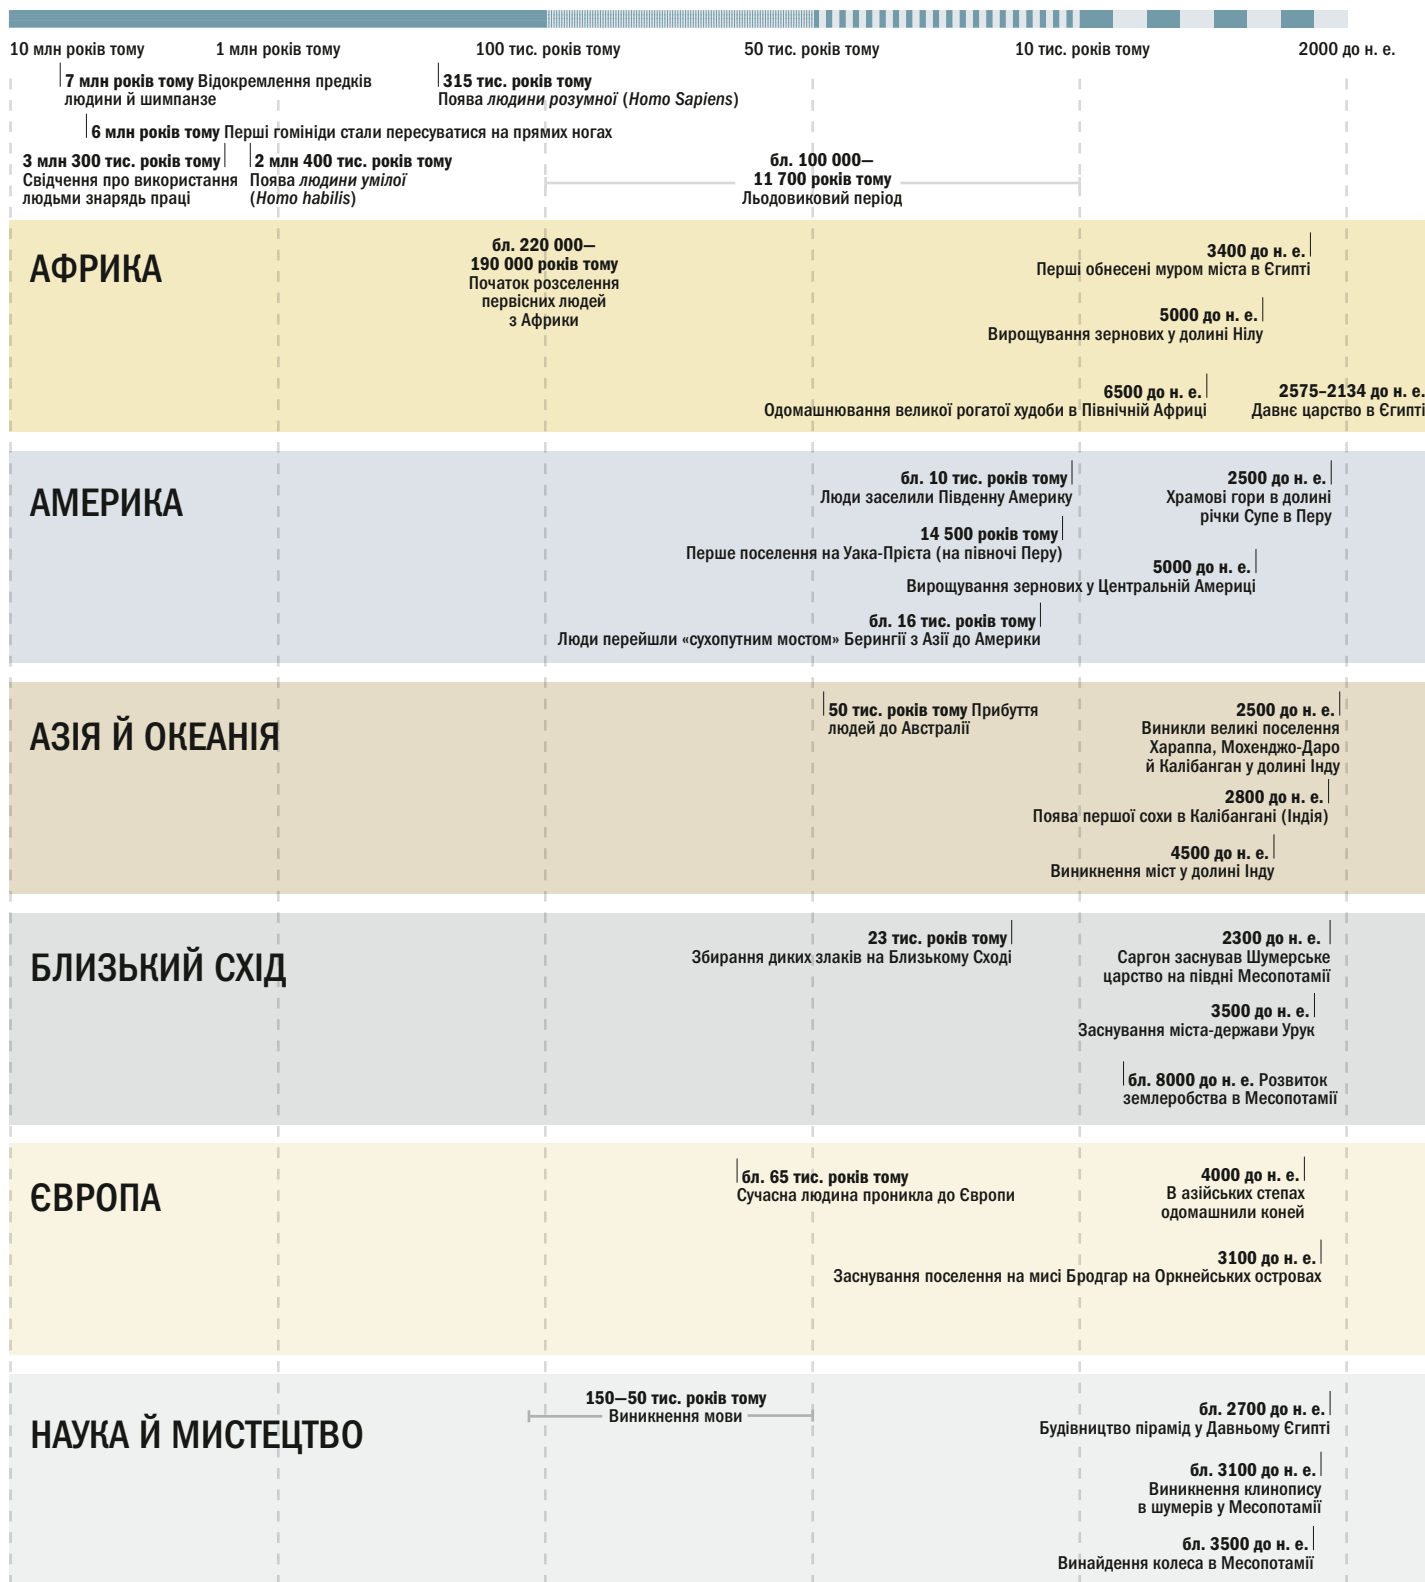 10 млн років тому 1 млн років тому 100 тис. років тому 50 тис. років тому 10 тис. років тому 2000 до н. е.
7 млн років тому Відокремлення предків
людини й шимпанзе
315 тис. років тому
Поява людини розумної (Homo Sapiens)
6 млн років тому Перші гомініди стали пересуватися на прямих ногах
3 млн 300 тис. років тому
Свідчення про використання
людьми знарядь праці
2 млн 400 тис. років тому
Поява людини умілої
(Homo habilis)
бл. 100 000—
11 700 років тому
Льодовиковий період
АФРИКА
бл. 220 000—
190 000 років тому
Початок розселення
первісних людей
з Африки
3400 до н. е.
Перші обнесені муром міста в Єгипті
5000 до н. е.
Вирощування зернових у долині Нілу
6500 до н. е.
Одомашнювання великої рогатої худоби в Північній Африці
2575–2134 до н. е.
Давнє царство в Єгипті
АМЕРИКА
бл. 10 тис. років тому
Люди заселили Південну Америку
2500 до н. е.
Храмові гори в долині
річки Супе в Перу
14 500 років тому
Перше поселення на Уака-Прієта (на півночі Перу)
5000 до н. е.
Вирощування зернових у Центральній Америці
бл. 16 тис. років тому
Люди перейшли «сухопутним мостом» Берингії з Азії до Америки
АЗІЯ Й ОКЕАНІЯ
50 тис. років тому Прибуття
людей до Австралії
2500 до н. е.
Виникли великі поселення
Хараппа, Мохенджо-Даро
й Калібанган у долині Інду
2800 до н. е.
Поява першої сохи в Калібангані (Індія)
4500 до н. е.
Виникнення міст у долині Інду
БЛИЗЬКИЙ СХІД
23 тис. років тому
Збирання диких злаків на Близькому Сході
2300 до н. е.
Саргон заснував Шумерське
царство на півдні Месопотамії
3500 до н. е.
Заснування міста-держави Урук
бл. 8000 до н. е. Розвиток
землеробства в Месопотамії
ЄВРОПА
бл. 65 тис. років тому
Сучасна людина проникла до Європи
4000 до н. е.
В азійських степах
одомашнили коней
3100 до н. е.
Заснування поселення на мисі Бродгар на Оркнейських островах
НАУКА Й МИСТЕЦТВО
150—50 тис. років тому
Виникнення мови
бл. 2700 до н. е.
Будівництво пірамід у Давньому Єгипті
бл. 3100 до н. е.
Виникнення клинопису
в шумерів у Месопотамії
бл. 3500 до н. е.
Винайдення колеса в Месопотамії